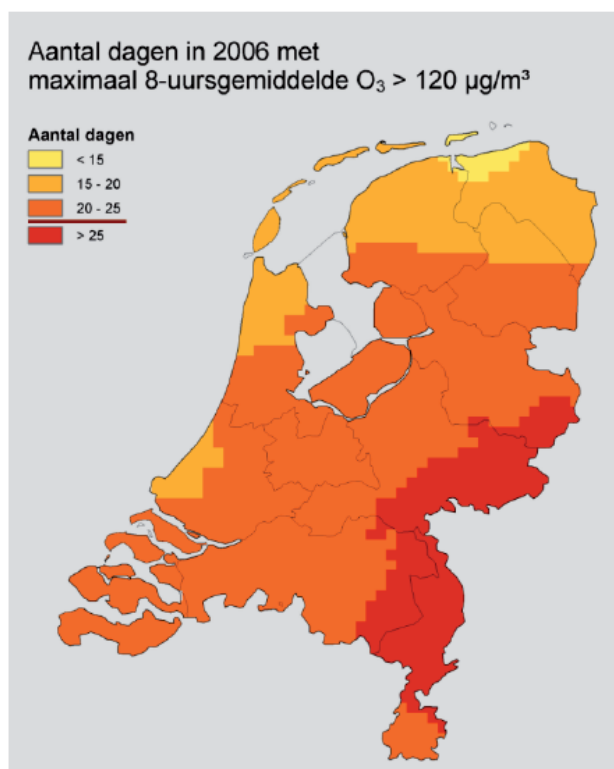 Aantal dagen in 2006 met
maximaal 8-uursgemiddelde O₃ > 120 µg/m³
Aantal dagen
< 15
15 - 20
20 - 25
> 25